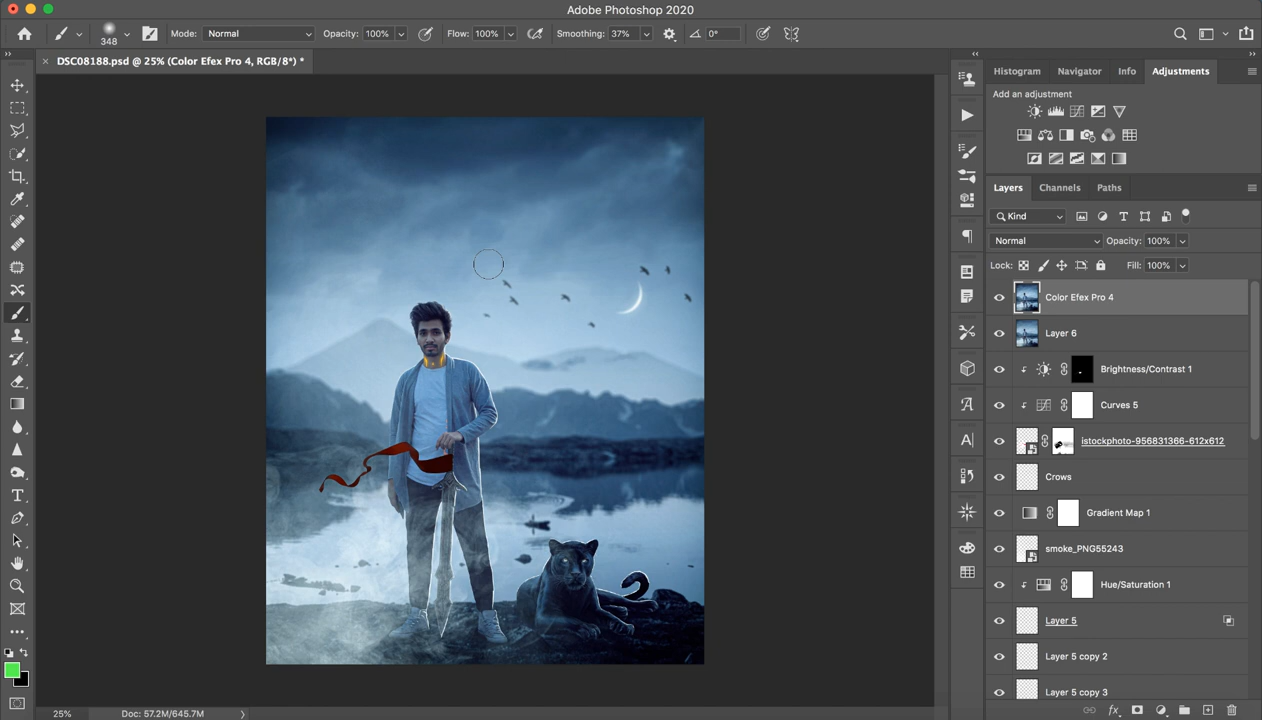 Adobe Photoshop 2020
348
Mode: Normal
Opacity: 100%
Flow: 100%
Smoothing: 37%
0°
DSC08188.psd @ 25% (Color Efex Pro 4, RGB/8*) *
Histogram
Navigator
Info
Adjustments
Add an adjustment
Layers
Channels
Paths
Kind
Normal
Opacity: 100%
Lock:
Fill: 100%
Color Efex Pro 4
Layer 6
Brightness/Contrast 1
Curves 5
istockphoto-956831366-612x612
Crows
Gradient Map 1
smoke_PNG55243
Hue/Saturation 1
Layer 5
Layer 5 copy 2
Layer 5 copy 3
25%
Doc: 57.2M/645.7M